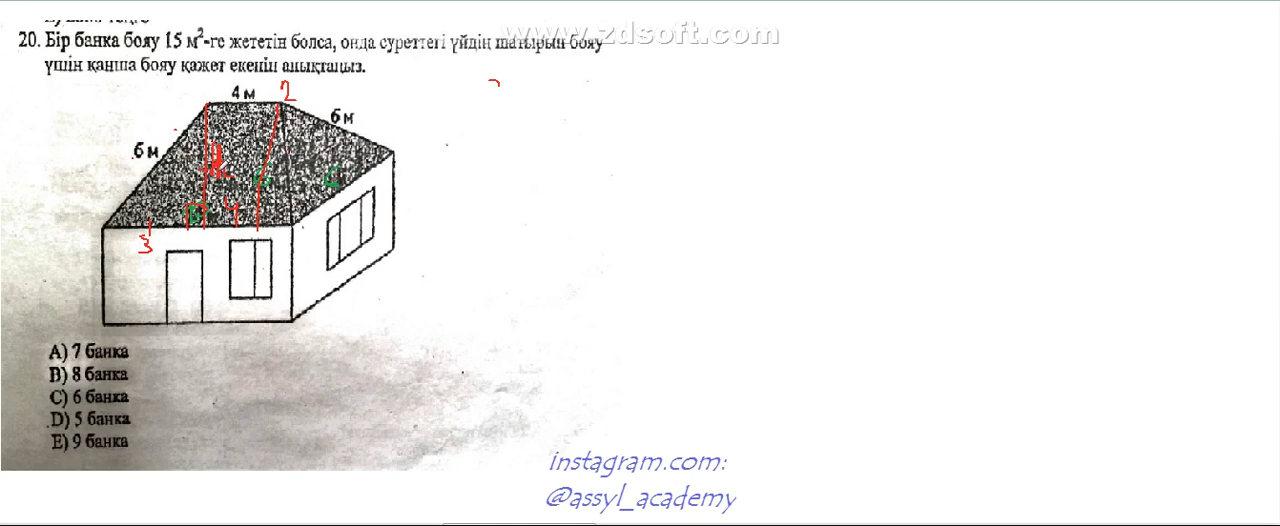 www.zdsoft.com
20. Бір банка бояу 15 м²-ге жететін болса, онда суреттегі үйдің шатырын бояу
үшін қанша бояу қажет екенін анықтаңыз.
4 м 2
6 м
6 м
4
3
A) 7 банка
B) 8 банка
C) 6 банка
D) 5 банка
E) 9 банка
instagram.com:
@assyl_academy